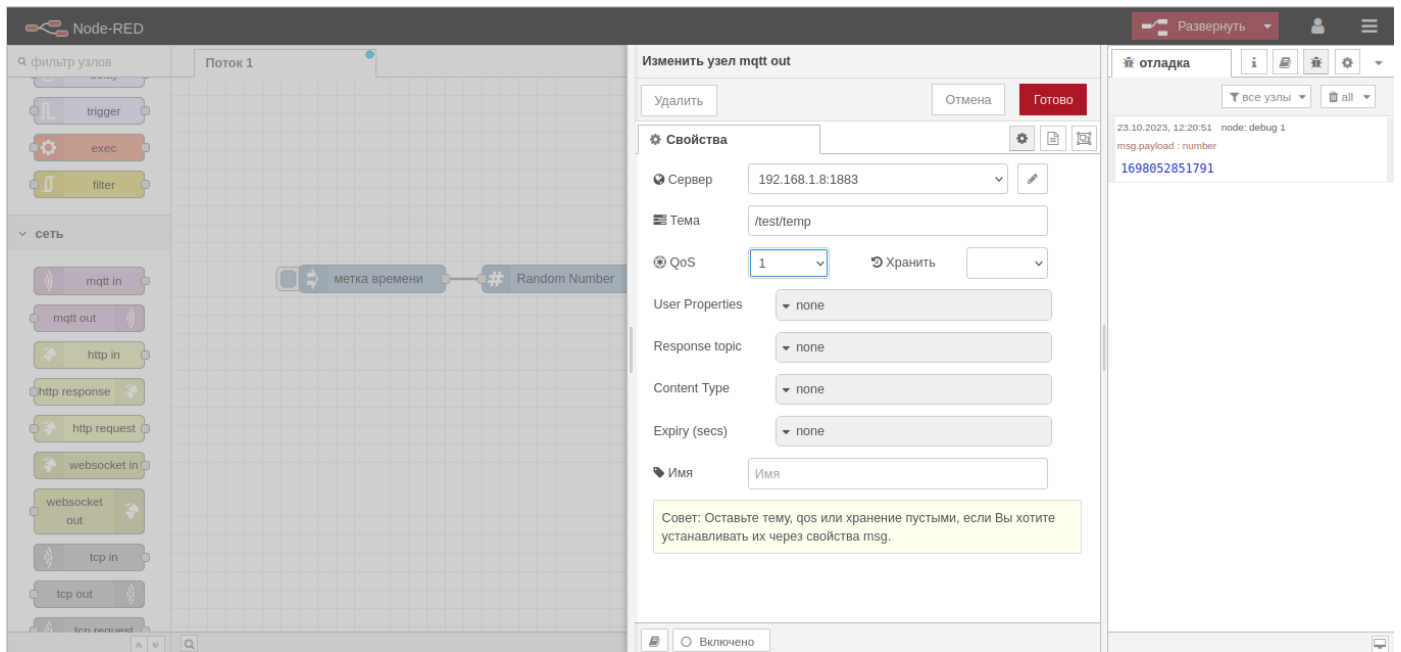 Node-RED
Развернуть
фильтр узлов
Поток 1
delay
trigger
exec
filter
сеть
mqtt in
mqtt out
http in
http response
http request
websocket in
websocket
out
tcp in
tcp out
tcp request
метка времени
Random Number
Изменить узел mqtt out
Удалить
Отмена
Готово
Свойства
Сервер
192.168.1.8:1883
Тема
/test/temp
QoS
1
Хранить
User Properties
none
Response topic
none
Content Type
none
Expiry (secs)
none
Имя
Имя
Совет: Оставьте тему, qos или хранение пустыми, если Вы хотите
устанавливать их через свойства msg.
Включено
отладка
i
все узлы
all
23.10.2023, 12:20:51 node: debug 1
msg.payload : number
1698052851791